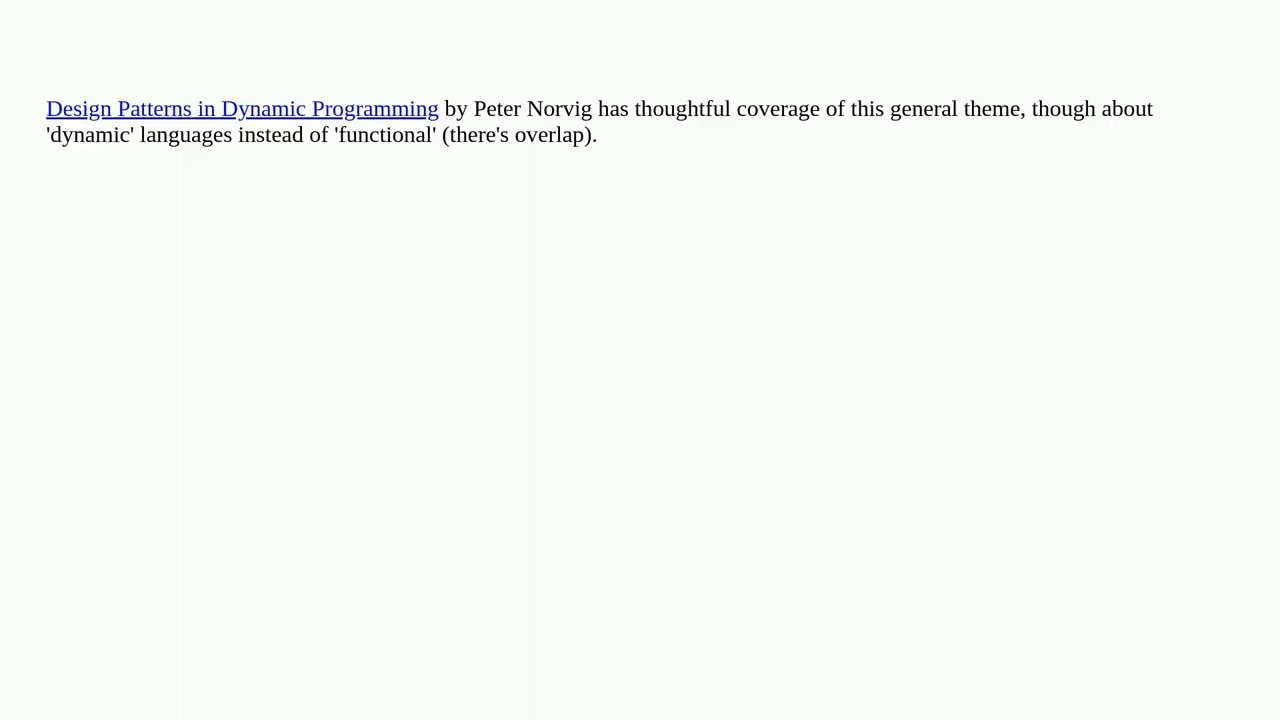 Design Patterns in Dynamic Programming by Peter Norvig has thoughtful coverage of this general theme, though about
'dynamic' languages instead of 'functional' (there's overlap).